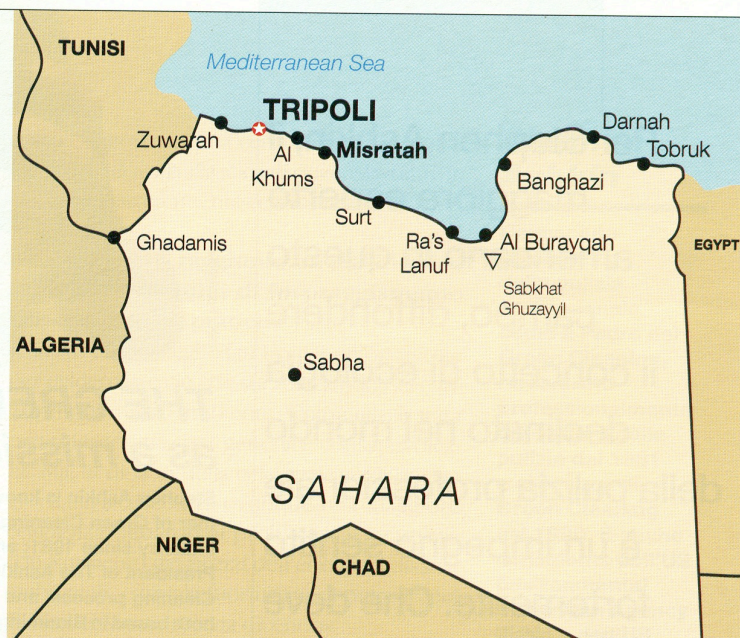 TUNISI
Mediterranean Sea
TRIPOLI
Zuwarah
Al
Khums
Misratah
Darnah
Tobruk
Banghazi
Surt
Ra's
Lanuf
Al Burayqah
Ghadamis
EGYPT
Sabkhat
Ghuzayyil
ALGERIA
Sabha
SAHARA
NIGER
CHAD